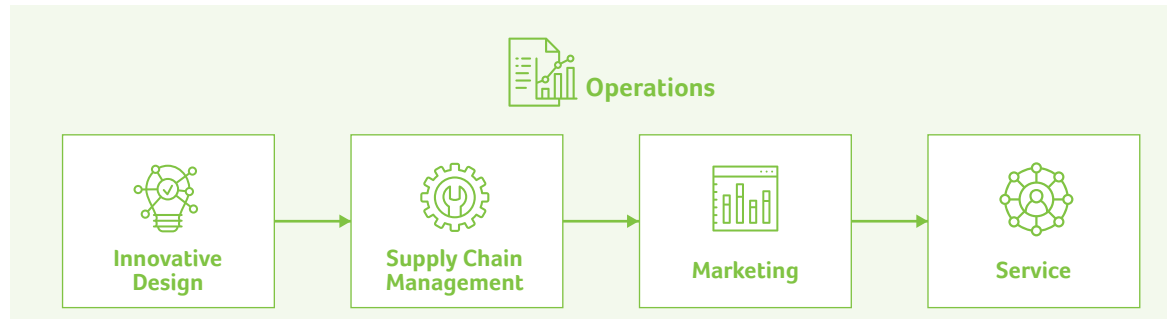 Operations
Innovative
Design
Supply Chain
Management
Marketing
Service